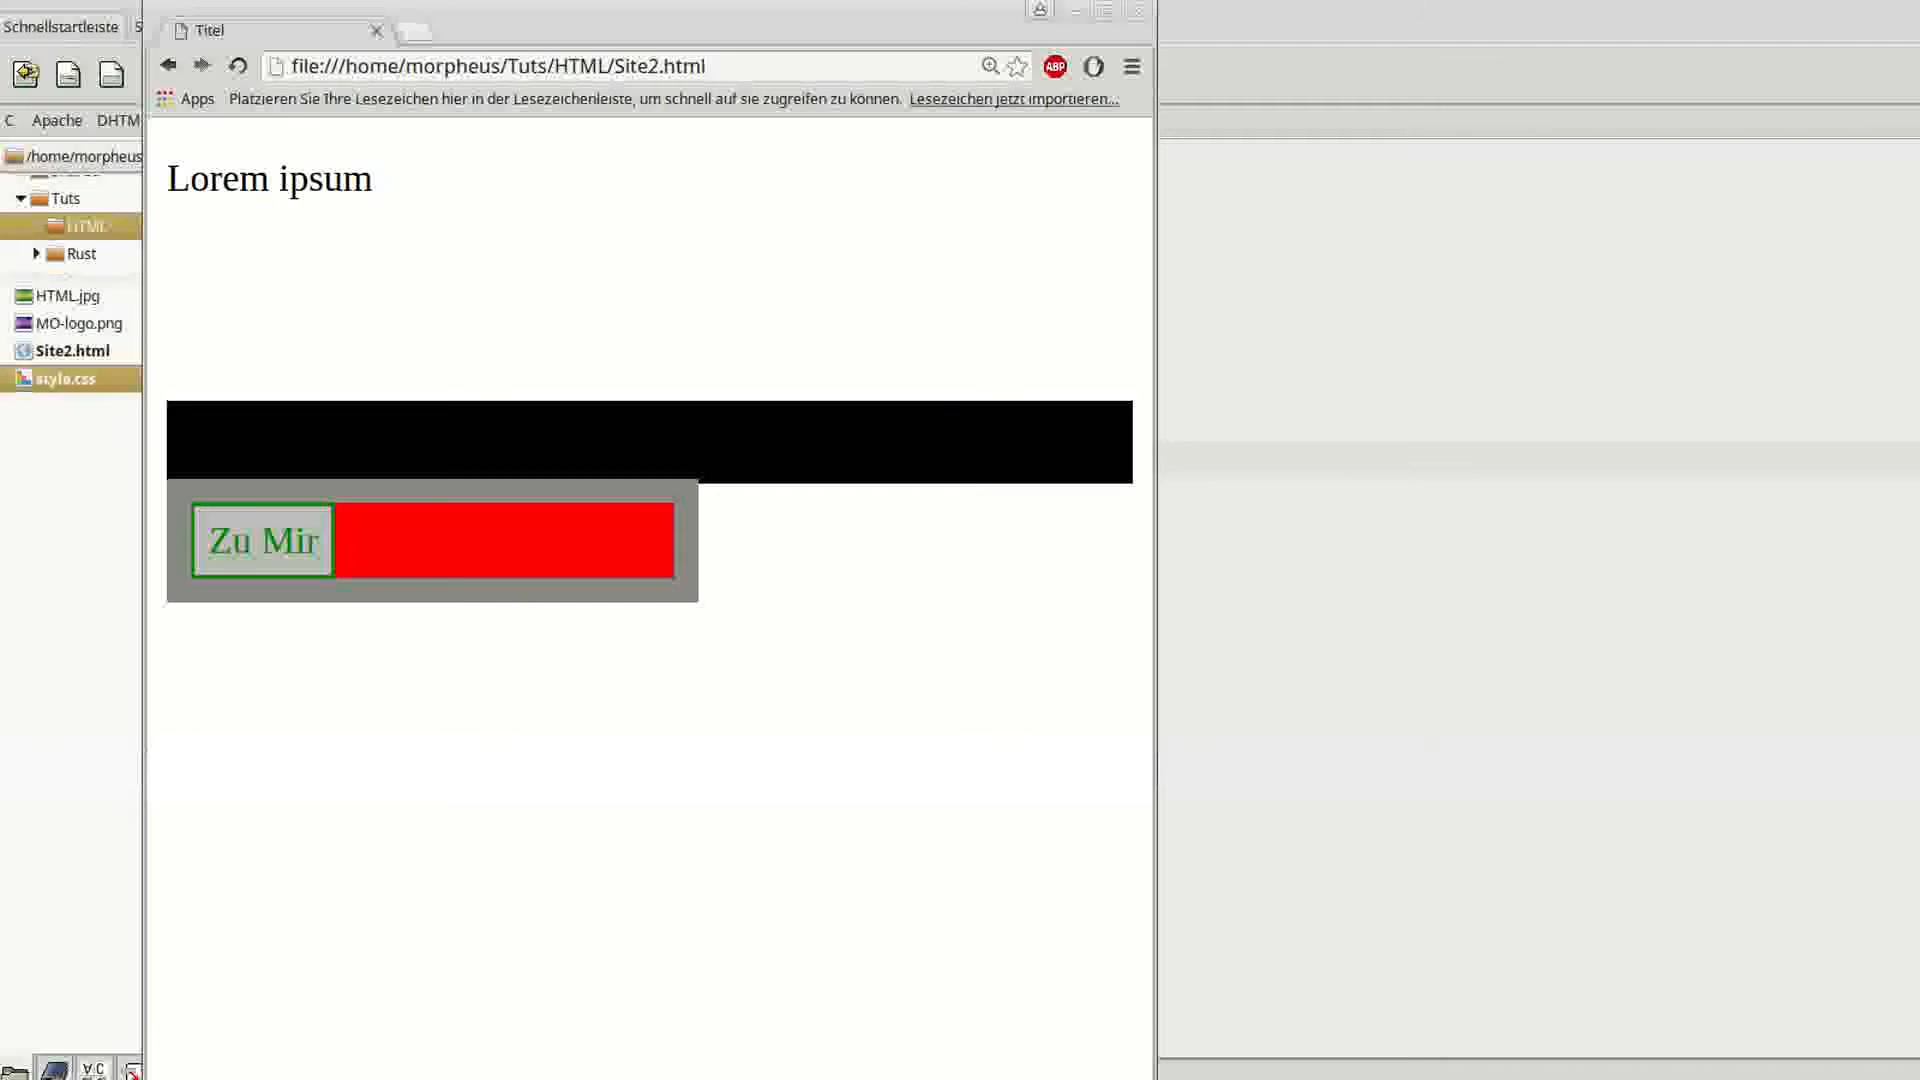 Schnellstartleiste S
Titel
file:///home/morpheus/Tuts/HTML/Site2.html
ABP
Apps Platzieren Sie Ihre Lesezeichen hier in der Lesezeichenleiste, um schnell auf sie zugreifen zu können. Lesezeichen jetzt importieren...
C Apache DHTM
/home/morpheus
Tuts
HTML
Rust
HTML.jpg
MO-logo.png
Site2.html
style.css
Lorem ipsum
Zu Mir